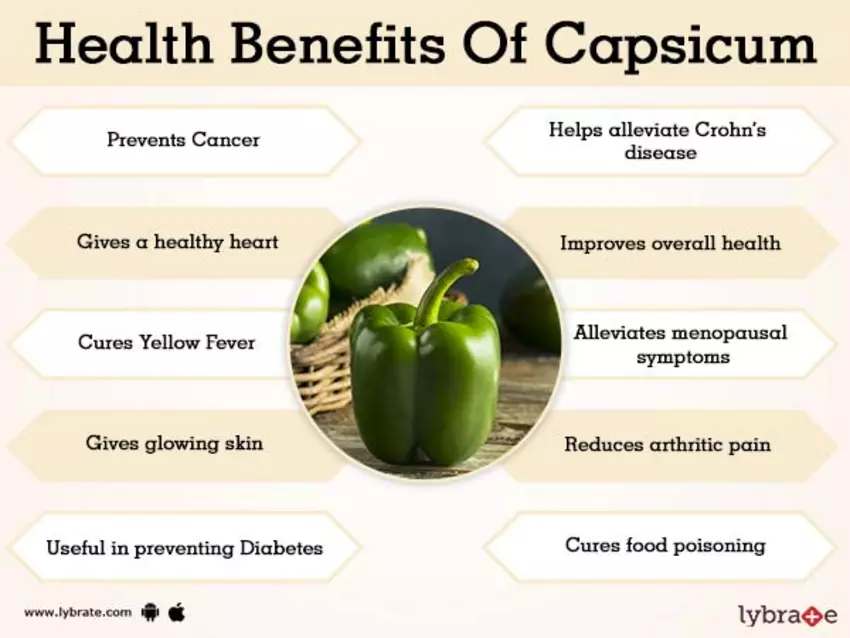 Health Benefits Of Capsicum
Prevents Cancer
Helps alleviate Crohn's
disease
Gives a healthy heart
Improves overall health
Cures Yellow Fever
Alleviates menopausal
symptoms
Gives glowing skin
Reduces arthritic pain
Useful in preventing Diabetes
Cures food poisoning
www.lybrate.com
lybrate